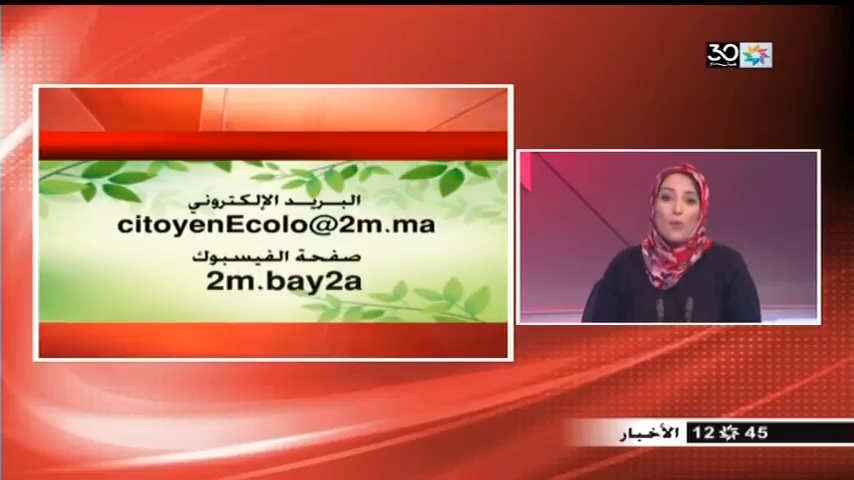 30
البريد الإلكتروني
citoyenEcolo@2m.ma
صفحة الفيسبوك
2m.bay2a
الأخبار 12 45